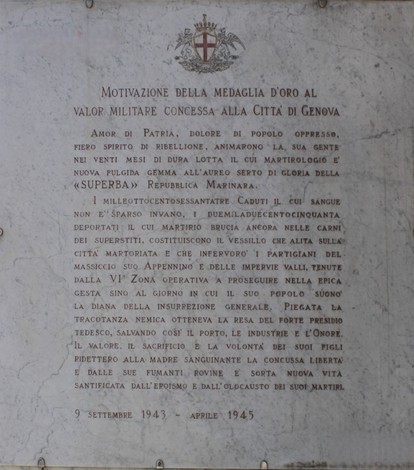 MOTIVAZIONE DELLA MEDAGLIA D'ORO AL
VALOR MILITARE CONCESSA ALLA CITTA' DI GENOVA
AMOR DI PATRIA, DOLORE DI POPOLO OPPRESSO,
FIERO SPIRITO DI RIBELLIONE, ANIMARONO LA SUA GENTE
NEI VENTI MESI DI DURA LOTTA IL CUI MARTIROLOGIO E'
NUOVA FULGIDA GEMMA ALL'AUREO SERTO DI GLORIA DELLA
«SUPERBA» REPUBBLICA MARINARA.
I MILLEOTTOCENTOSESSANTATRE CADUTI IL CUI SANGUE
NON E' SPARSO INVANO, I DUEMILADUECENTOCINQUANTA
DEPORTATI IL CUI MARTIRIO BRUCIA ANCORA NELLE CARNI
DEI SUPERSTITI, COSTITUISCONO IL VESSILLO CHE ALITA SULLA
CITTA' MARTORIATA E CHE INFERVORO' I PARTIGIANI DEL
MASSICCIO SUO APPENNINO E DELLE IMPERVIE VALLI, TENUTE
DALLA VIª ZONA OPERATIVA A PROSEGUIRE NELLA EPICA
GESTA SINO AL GIORNO IN CUI IL SUO POPOLO SUONO'
LA DIANA DELLA INSURREZIONE GENERALE. PIEGATA LA
TRACOTANZA NEMICA OTTENEVA LA RESA DEL FORTE PRESIDIO
TEDESCO, SALVANDO COSI' IL PORTO, LE INDUSTRIE E L'ONORE.
IL VALORE, IL SACRIFICIO E LA VOLONTA' DEI SUOI FIGLI
RIDETTERO ALLA MADRE SANGUINANTE LA CONCUSSA LIBERTA'
E DALLE SUE FUMANTI ROVINE E' SORTA NUOVA VITA
SANTIFICATA DALL'EROISMO E DALL'OLOCAUSTO DEI SUOI MARTIRI.
9 SETTEMBRE 1943 - APRILE 1945